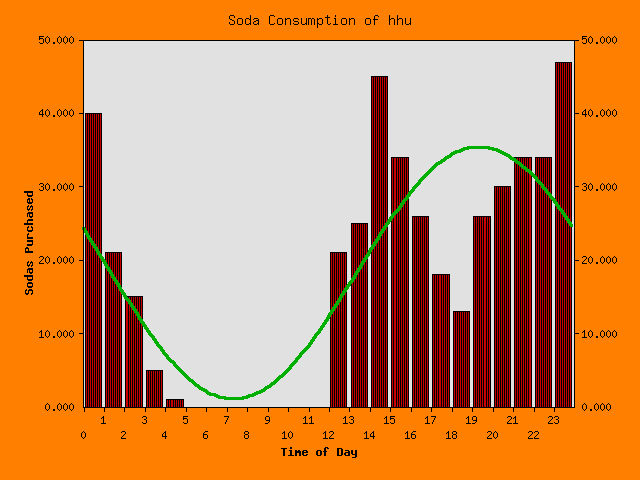 Soda Consumption of hhu
50.000 50.000
40.000 40.000
30.000 30.000
20.000 20.000
10.000 10.000
0.000 0.000
Sodas Purchased
1 3 5 7 9 11 13 15 17 19 21 23
0 2 4 6 8 10 12 14 16 18 20 22
Time of Day